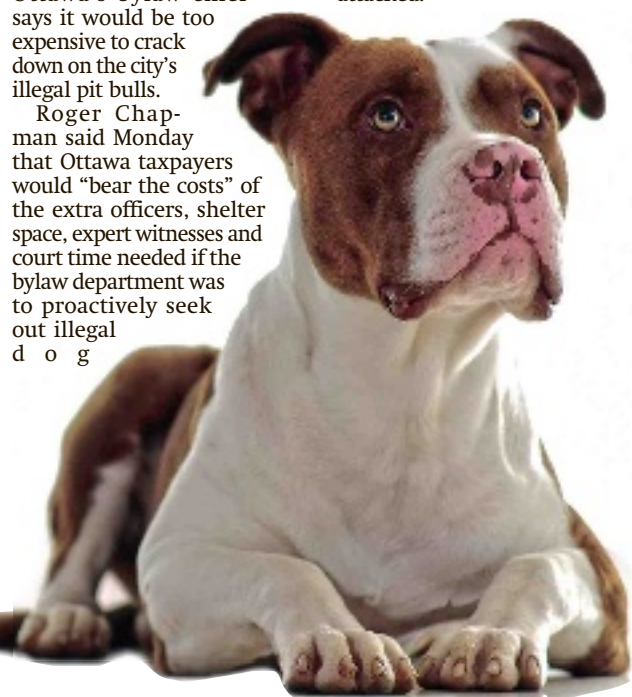 says it would be too
expensive to crack
down on the city's
illegal pit bulls.
Roger Chap-
man said Monday
that Ottawa taxpayers
would “bear the costs” of
the extra officers, shelter
space, expert witnesses and
court time needed if the
bylaw department was
to proactively seek
out illegal
d o g